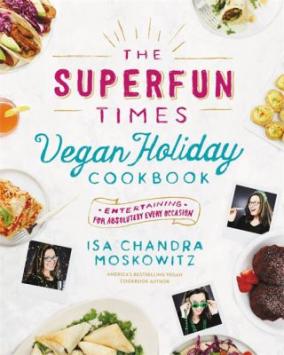 THE
SUPERFUN
TIMES
Vegan Holiday
COOKBOOK
ENTERTAINING
FOR ABSOLUTELY EVERY OCCASION
ISA CHANDRA
MOSKOWITZ
AMERICA'S BESTSELLING VEGAN
COOKBOOK AUTHOR